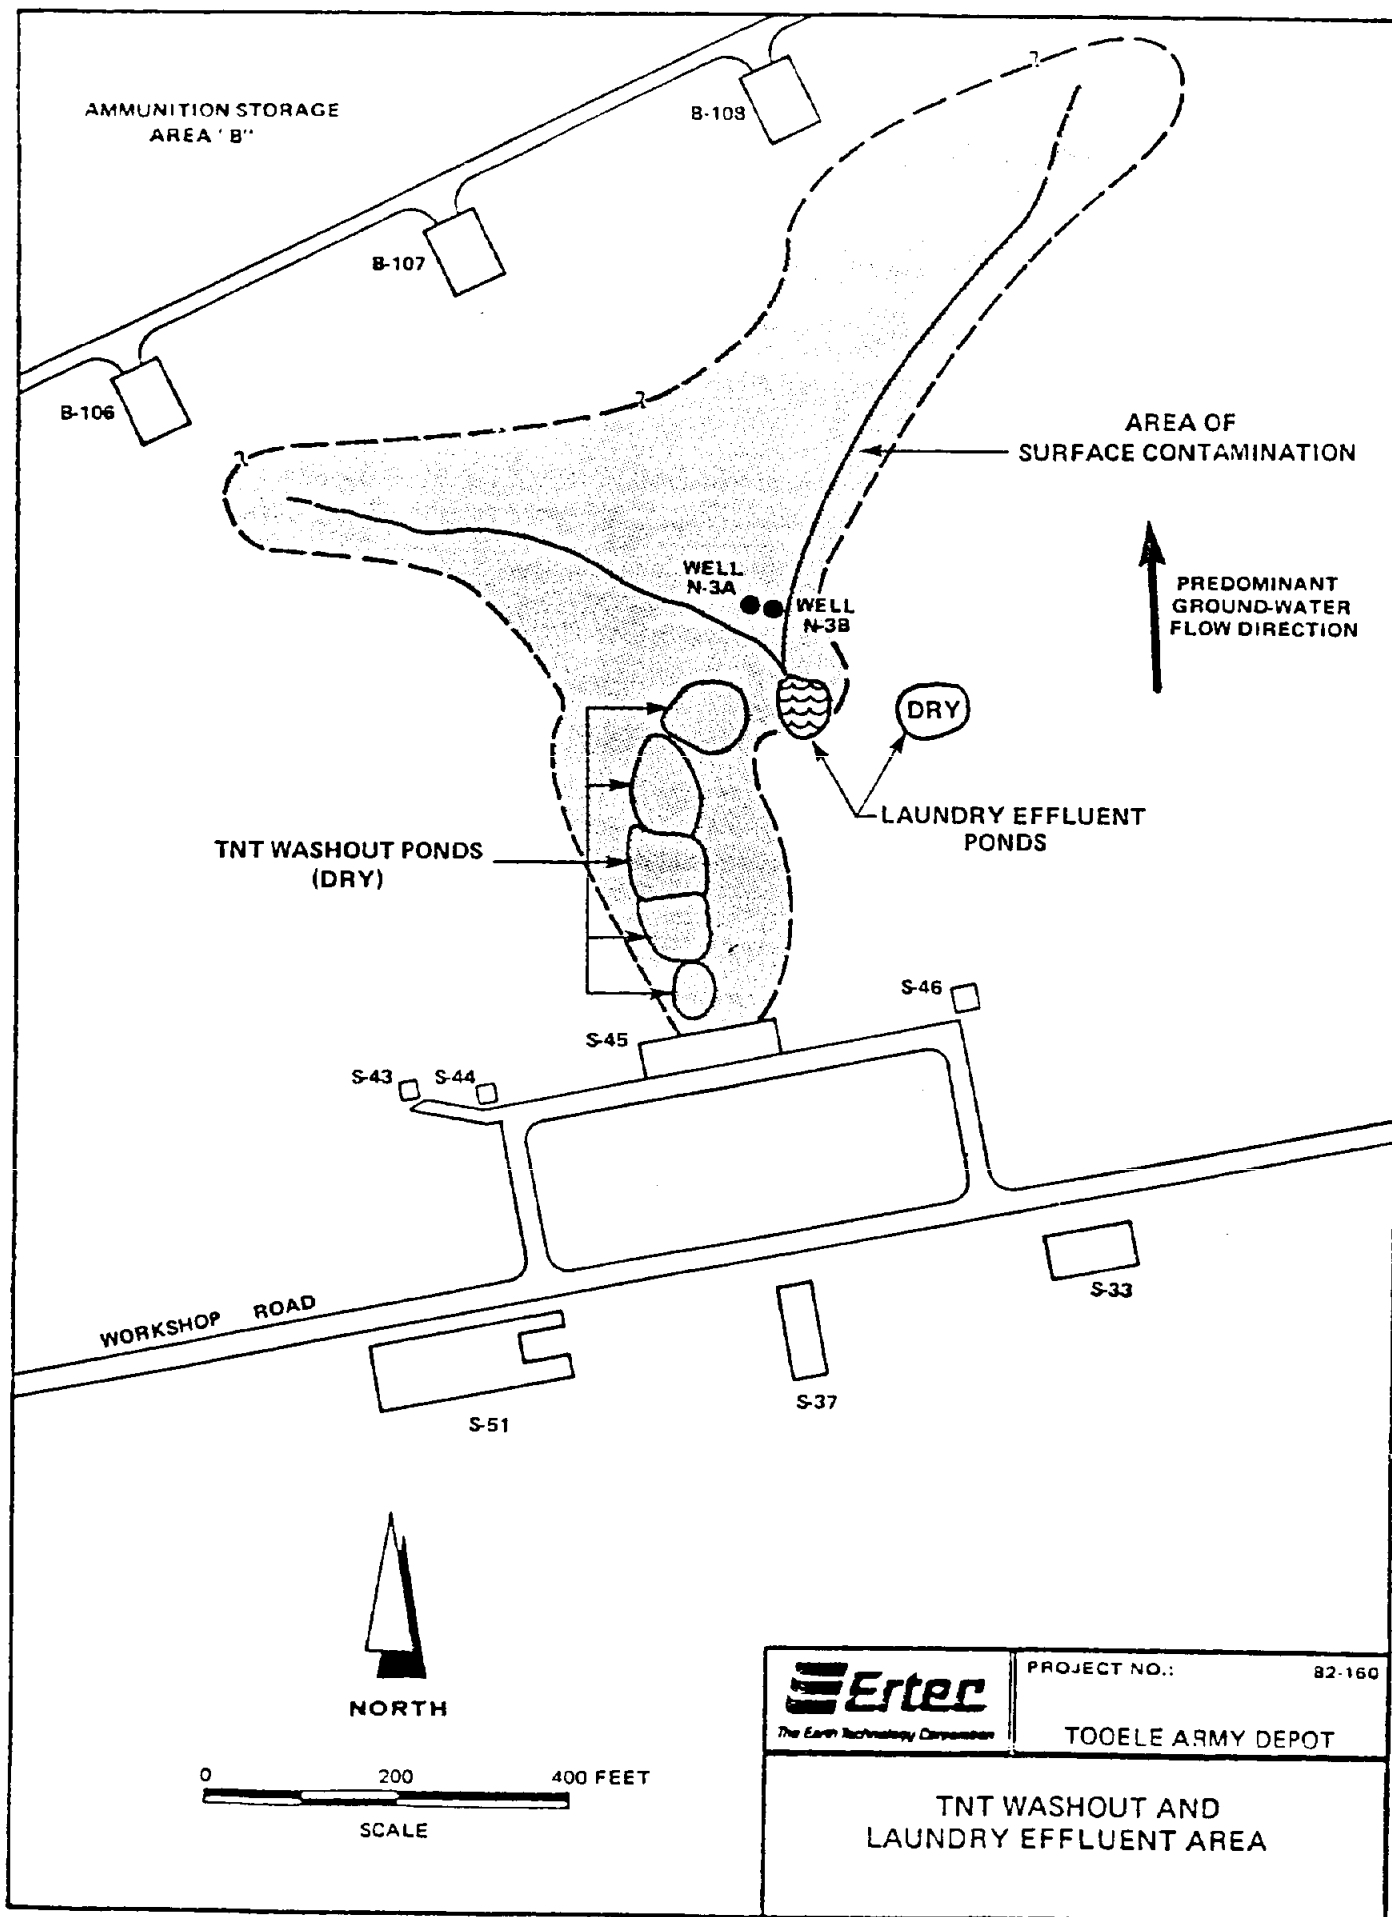 AMMUNITION STORAGE
AREA 'B"
B-108
B-107
B-106
?
?
?
AREA OF
SURFACE CONTAMINATION
WELL
N-3A
WELL
N-3B
PREDOMINANT
GROUND-WATER
FLOW DIRECTION
DRY
LAUNDRY EFFLUENT
PONDS
TNT WASHOUT PONDS
(DRY)
S-46
S-45
S-43
S-44
S-33
WORKSHOP ROAD
S-37
S-51
NORTH
0 200 400 FEET
SCALE
Ertec
The Earth Technology Corporation
PROJECT NO.: 82-160
TOOELE ARMY DEPOT
TNT WASHOUT AND
LAUNDRY EFFLUENT AREA